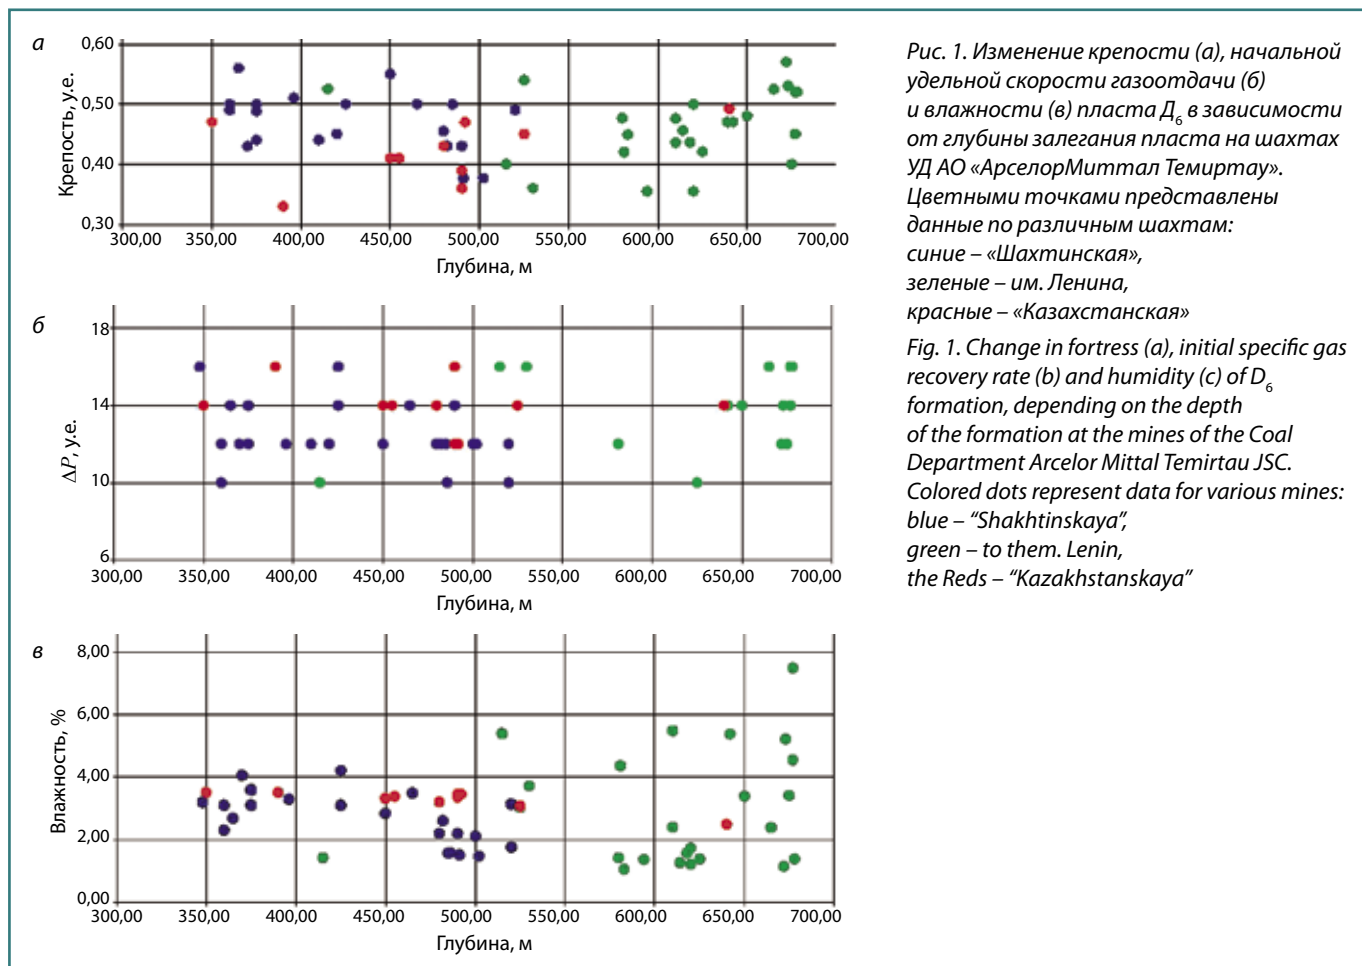 а
0,60
0,50
0,40
0,30
Крепость, у.е.
300,00 350,00 400,00 450,00 500,00 550,00 600,00 650,00 700,00
Глубина, м
б
18
14
10
6
ΔP, у.е.
300,00 350,00 400,00 450,00 500,00 550,00 600,00 650,00 700,00
Глубина, м
в
8,00
6,00
4,00
2,00
0,00
Влажность, %
300,00 350,00 400,00 450,00 500,00 550,00 600,00 650,00 700,00
Глубина, м
Рис. 1. Изменение крепости (а), начальной
удельной скорости газоотдачи (б)
и влажности (в) пласта Д6 в зависимости
от глубины залегания пласта на шахтах
УД АО «АрселорМиттал Темиртау».
Цветными точками представлены
данные по различным шахтам:
синие – «Шахтинская»,
зеленые – им. Ленина,
красные – «Казахстанская»
Fig. 1. Change in fortress (a), initial specific gas
recovery rate (b) and humidity (c) of D6
formation, depending on the depth
of the formation at the mines of the Coal
Department Arcelor Mittal Temirtau JSC.
Colored dots represent data for various mines:
blue – “Shakhtinskaya”,
green – to them. Lenin,
the Reds – “Kazakhstanskaya”